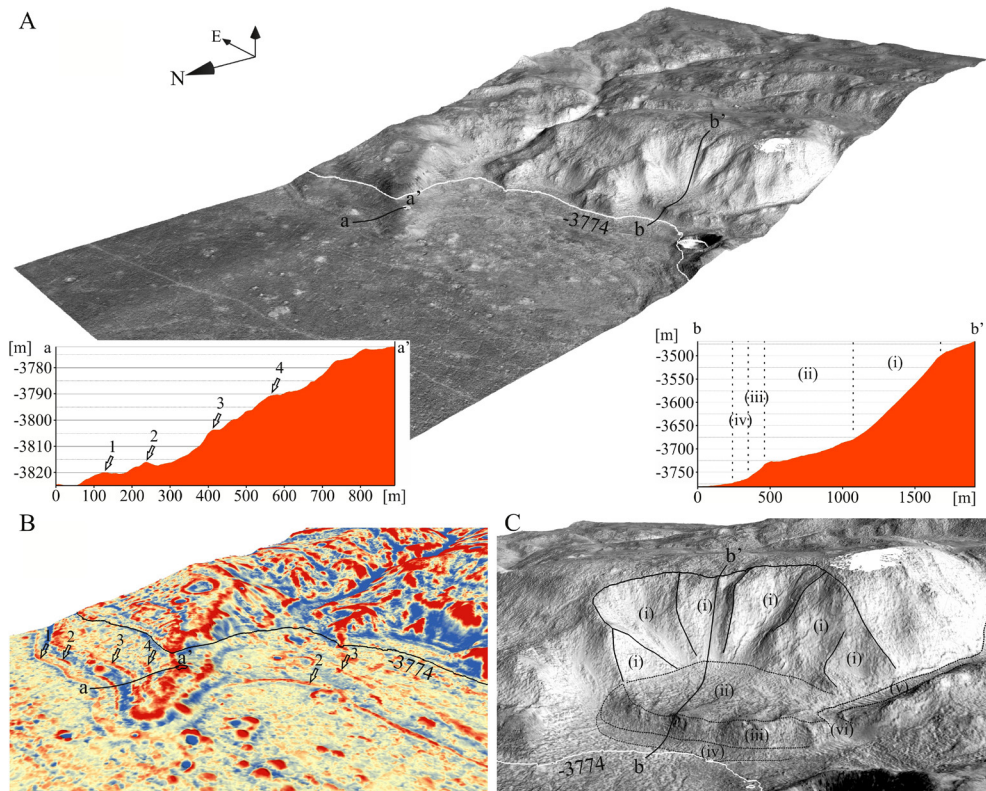 A
E
N
b'
a'
a
b
-3774
[m] a a'
-3780
-3790
-3800
-3810
-3820
1
2
3
4
0 100 200 300 400 500 600 700 800 [m]
b b'
[m]
-3500
-3550
-3600
-3650
-3700
-3750
(i)
(ii)
(iii)
(iv)
0 500 1000 1500 [m]
B
1
2
3
4
a'
a
2
3
-3774
C
b'
(i)
(i)
(i)
(i)
(i)
(i)
(ii)
(v)
(iii)
(vi)
(iv)
-3774
b